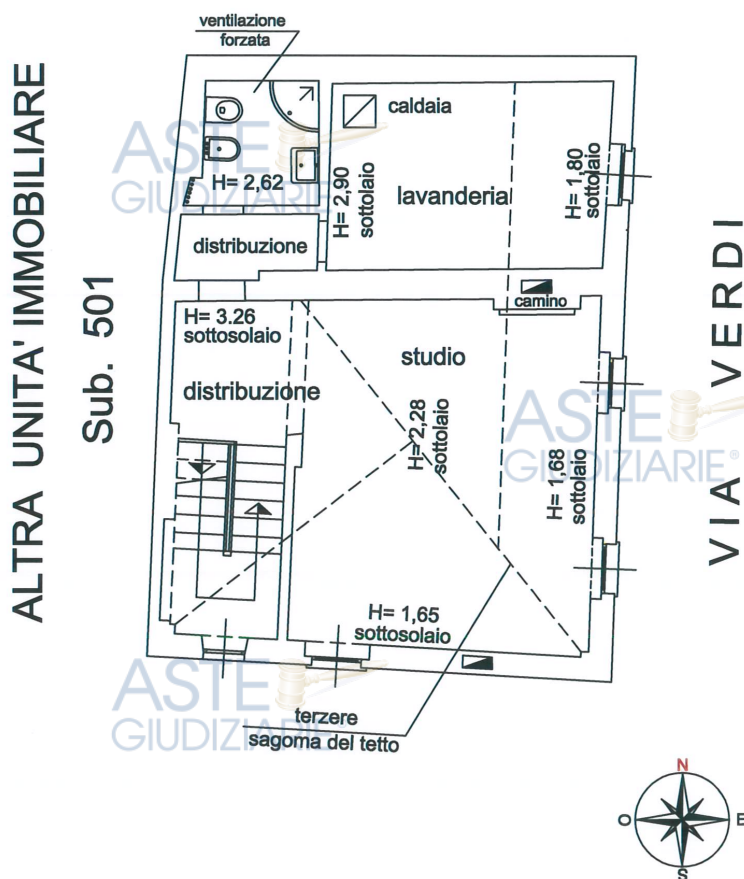 ventilazione
forzata
ALTRA UNITA' IMMOBILIARE
Sub. 501
VIA VERDI
caldaia
lavanderia
H= 2,62
H= 2,90
sottolaio
H= 1,80
sottolaio
distribuzione
camino
H= 3.26
sottosolaio
distribuzione
studio
H= 2,28
sottolaio
H= 1,68
sottolaio
H= 1,65
sottosolaio
terzere
sagoma del tetto
ASTE
GIUDIZIARIE
ASTE
GIUDIZIARIE®
ASTE
GIUDIZIARIE
N
O
E
S